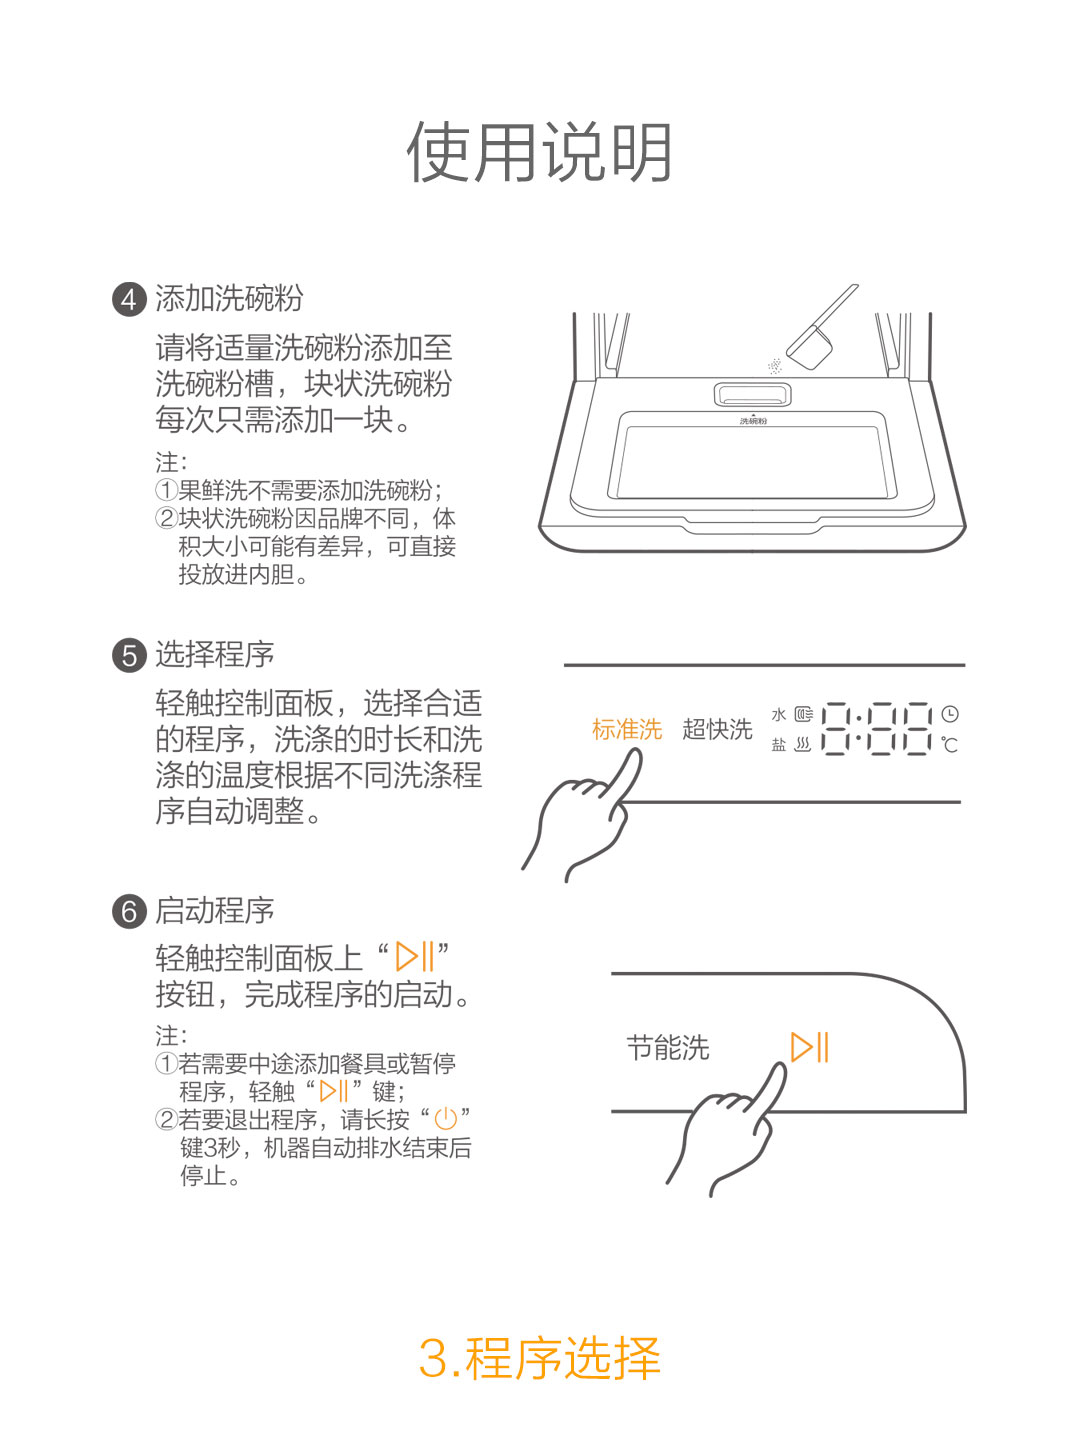 使用说明
4 添加洗碗粉
请将适量洗碗粉添加至
洗碗粉槽，块状洗碗粉
每次只需添加一块。
注：
①果鲜洗不需要添加洗碗粉；
②块状洗碗粉因品牌不同，体
积大小可能有差异，可直接
投放进内胆。
洗碗粉
5 选择程序
轻触控制面板，选择合适
的程序，洗涤的时长和洗
涤的温度根据不同洗涤程
序自动调整。
标准洗 超快洗 水 盐 8:88 ℃
6 启动程序
轻触控制面板上“▷||”
按钮，完成程序的启动。
注：
①若需要中途添加餐具或暂停
程序，轻触“▷||”键；
②若要退出程序，请长按“⏻”
键3秒，机器自动排水结束后
停止。
节能洗 ▷||
3.程序选择